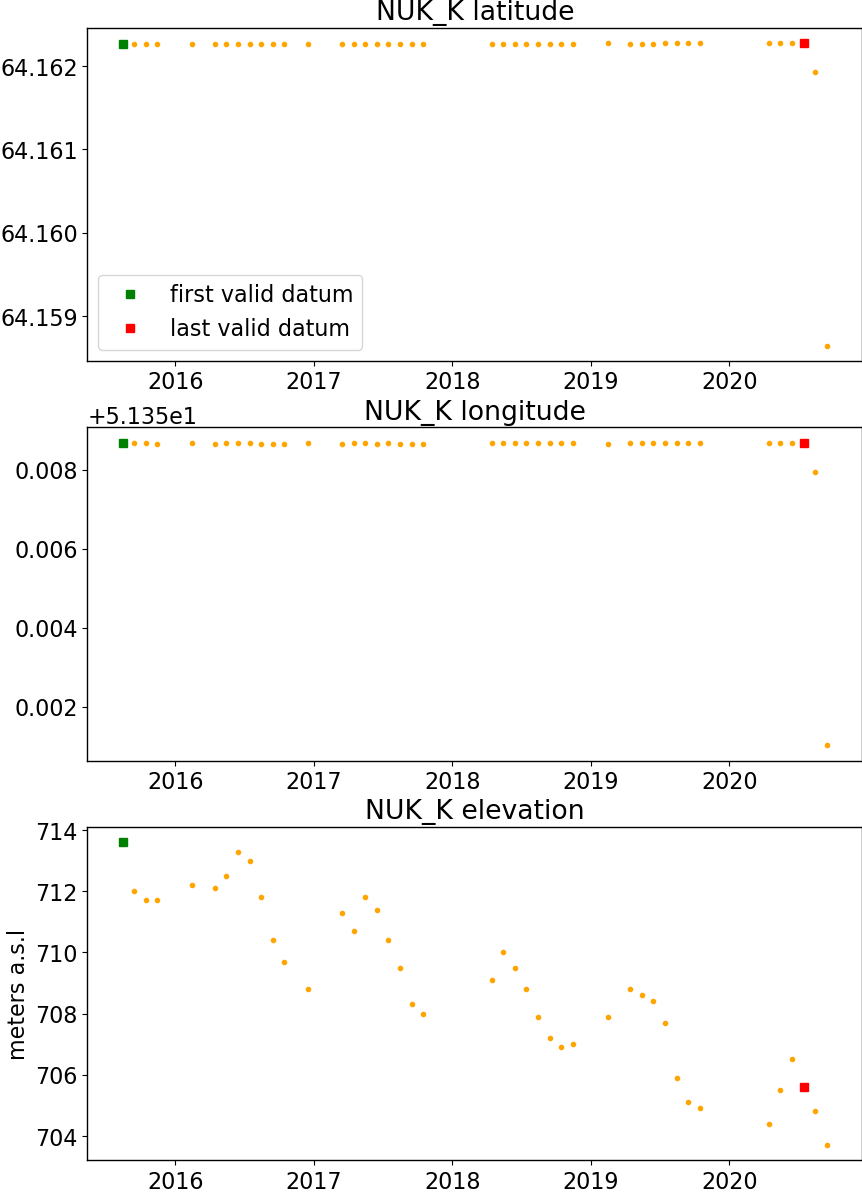 NUK_K latitude
64.162
64.161
64.160
64.159
first valid datum
last valid datum
2016 2017 2018 2019 2020
NUK_K longitude
+5.135e1
0.008
0.006
0.004
0.002
2016 2017 2018 2019 2020
NUK_K elevation
meters a.s.l
714
712
710
708
706
704
2016 2017 2018 2019 2020